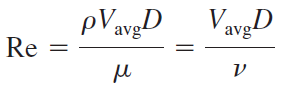 Re = ρV_avg D / μ = V_avg D / ν